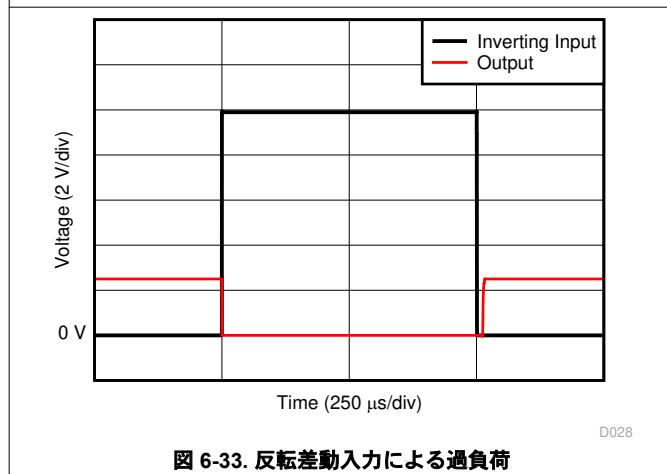 Inverting Input
Output
Voltage (2 V/div)
0 V
Time (250 μs/div)
D028
図 6-33. 反転差動入力による過負荷